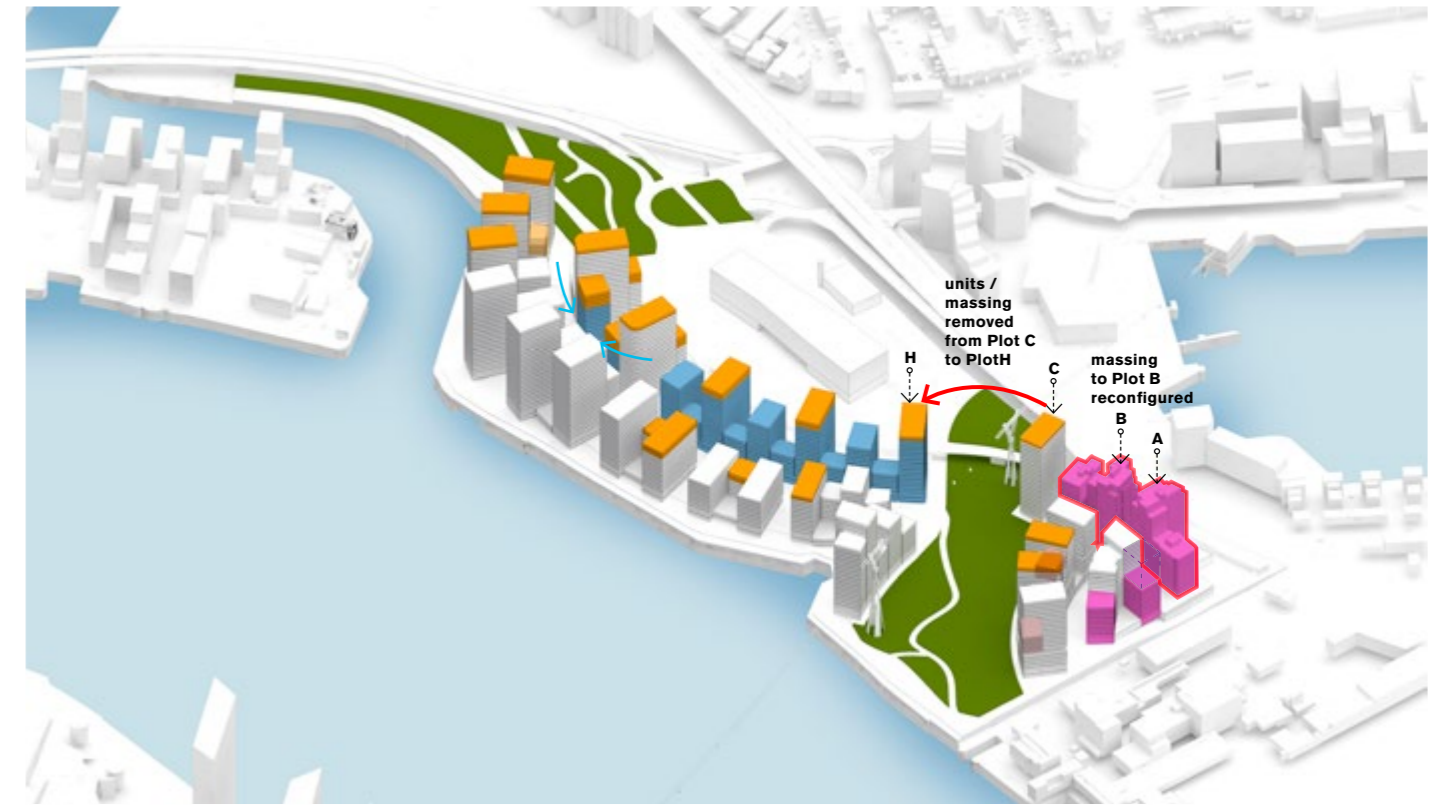 units /
massing
removed
from Plot C
to PlotH
H
C
massing
to Plot B
reconfigured
B
A